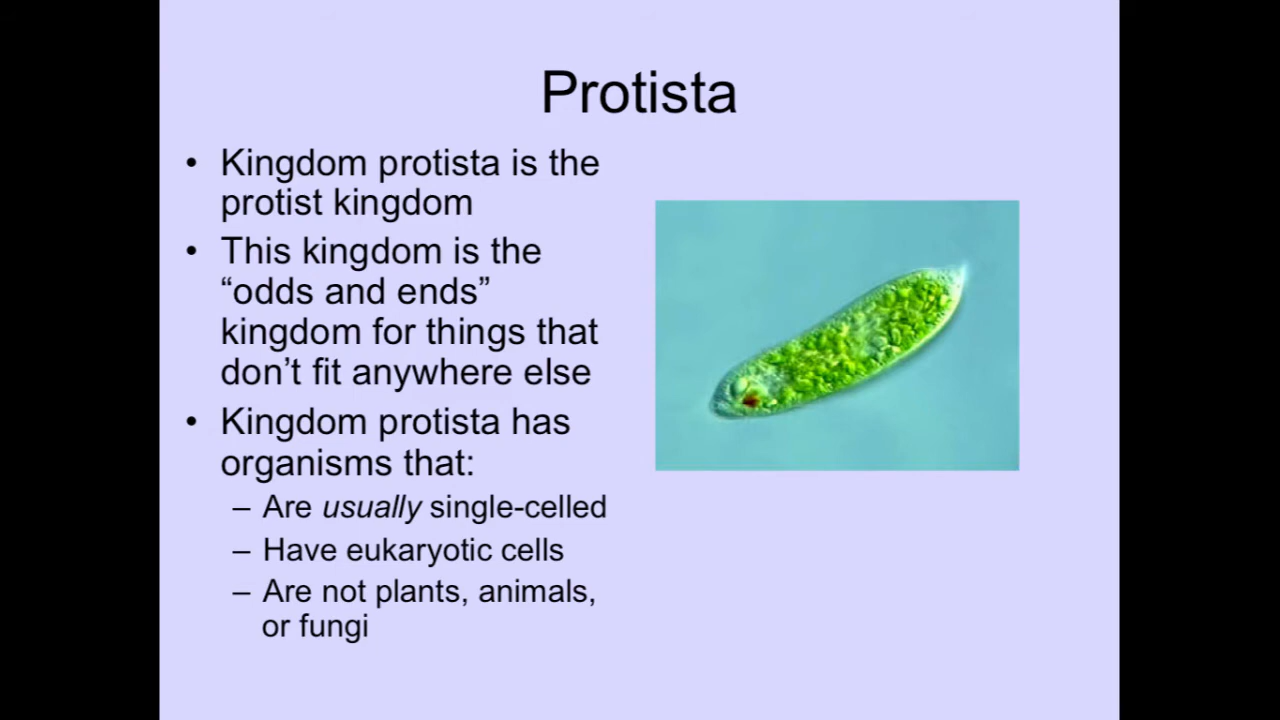 Protista
• Kingdom protista is the
protist kingdom
• This kingdom is the
“odds and ends”
kingdom for things that
don’t fit anywhere else
• Kingdom protista has
organisms that:
– Are usually single-celled
– Have eukaryotic cells
– Are not plants, animals,
or fungi